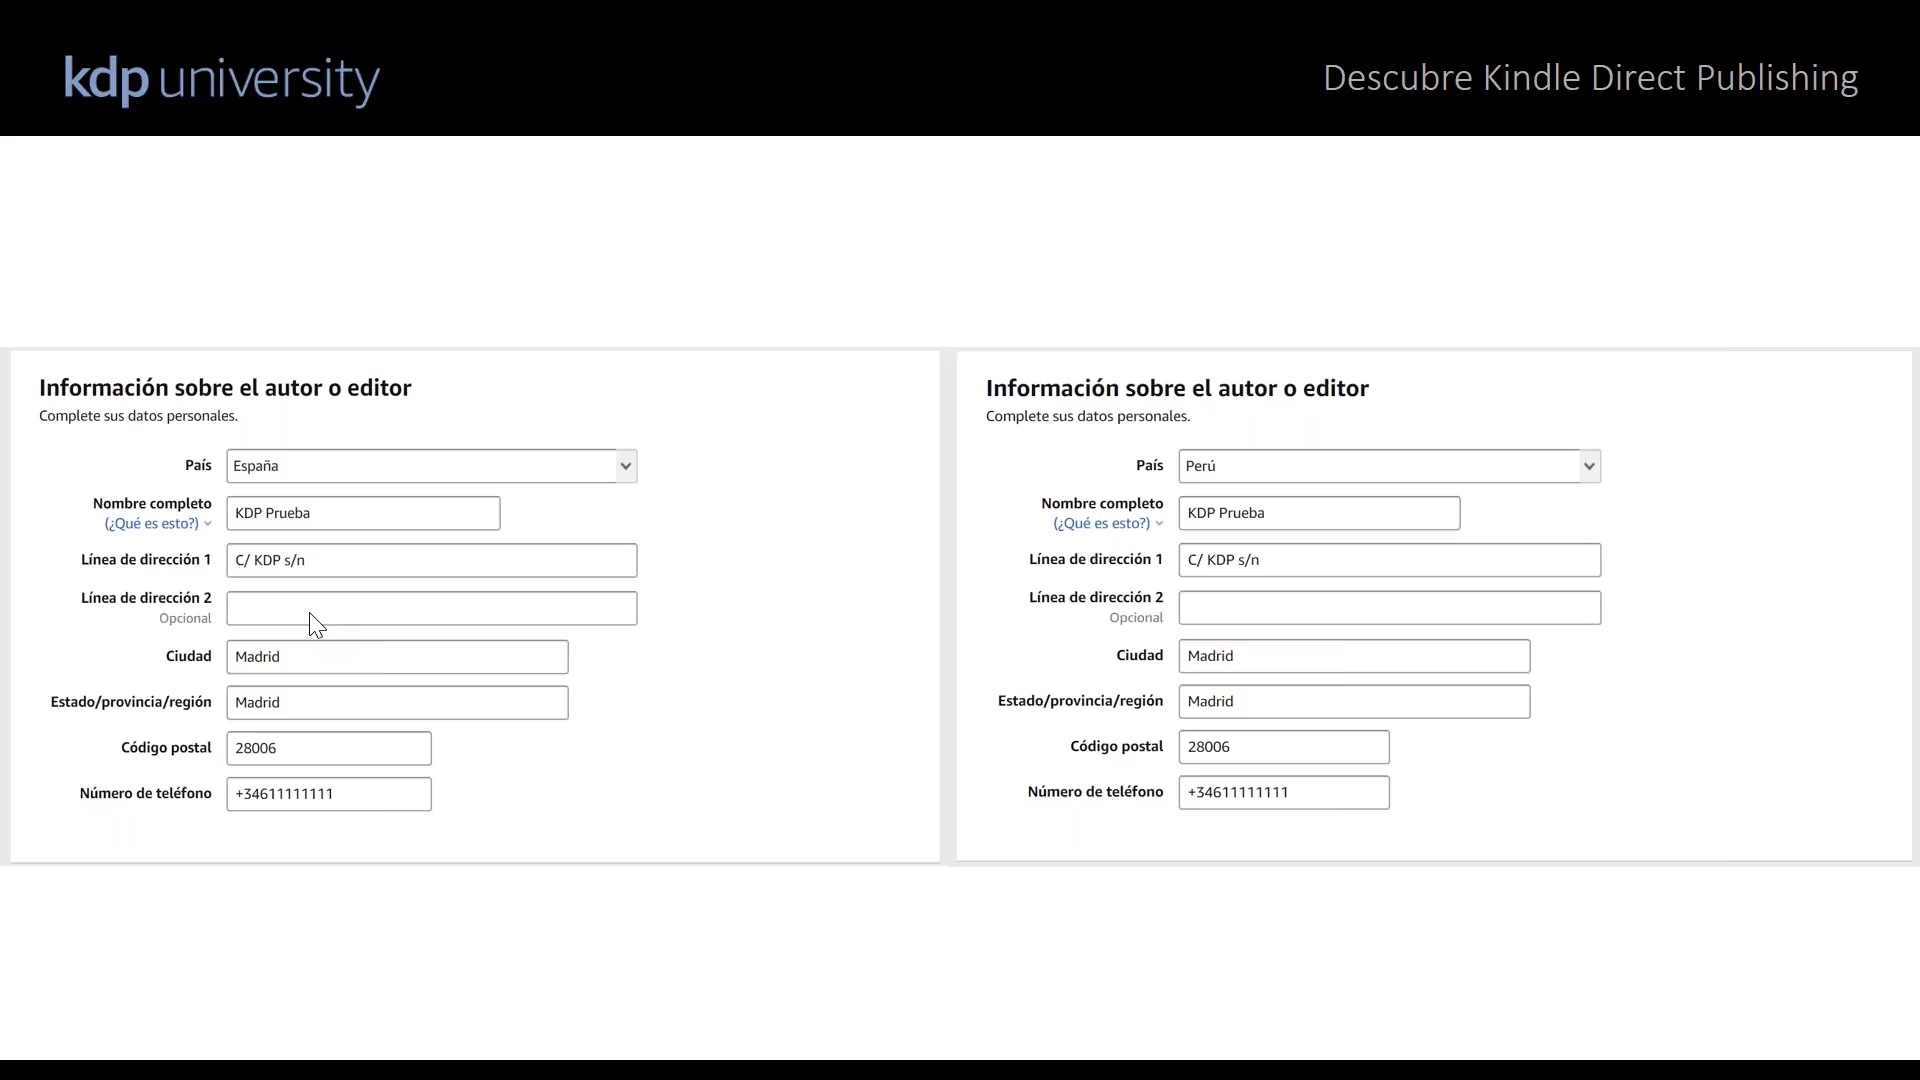 kdp university
Descubre Kindle Direct Publishing
Información sobre el autor o editor
Complete sus datos personales.
País España
Nombre completo KDP Prueba
(¿Qué es esto?)
Línea de dirección 1 C/ KDP s/n
Línea de dirección 2
Opcional
Ciudad Madrid
Estado/provincia/región Madrid
Código postal 28006
Número de teléfono +34611111111
Información sobre el autor o editor
Complete sus datos personales.
País Perú
Nombre completo KDP Prueba
(¿Qué es esto?)
Línea de dirección 1 C/ KDP s/n
Línea de dirección 2
Opcional
Ciudad Madrid
Estado/provincia/región Madrid
Código postal 28006
Número de teléfono +34611111111